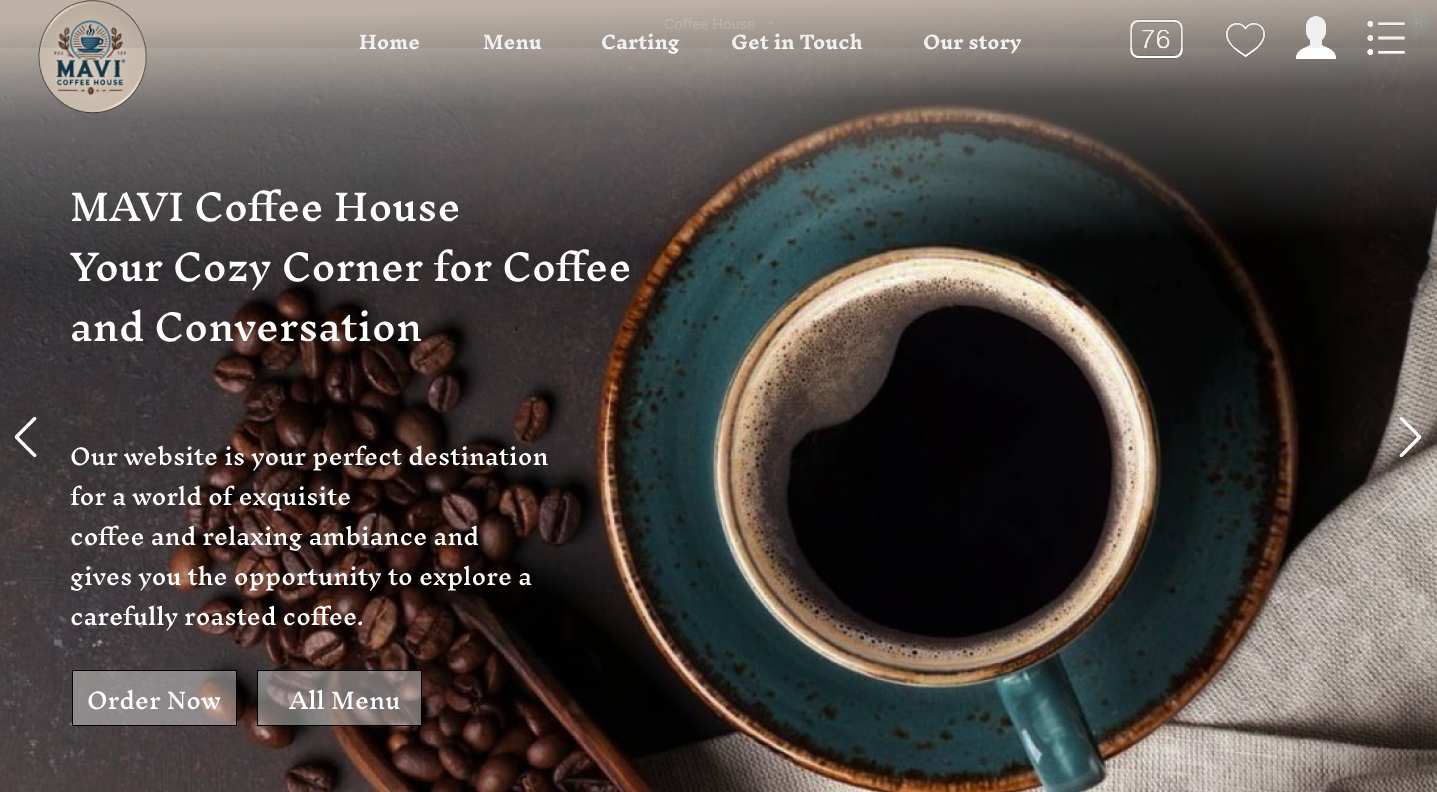 Coffee House
Home Menu Carting Get in Touch Our story 76
MAVI
COFFEE HOUSE
MAVI Coffee House
Your Cozy Corner for Coffee
and Conversation
Our website is your perfect destination
for a world of exquisite
coffee and relaxing ambiance and
gives you the opportunity to explore a
carefully roasted coffee.
Order Now All Menu